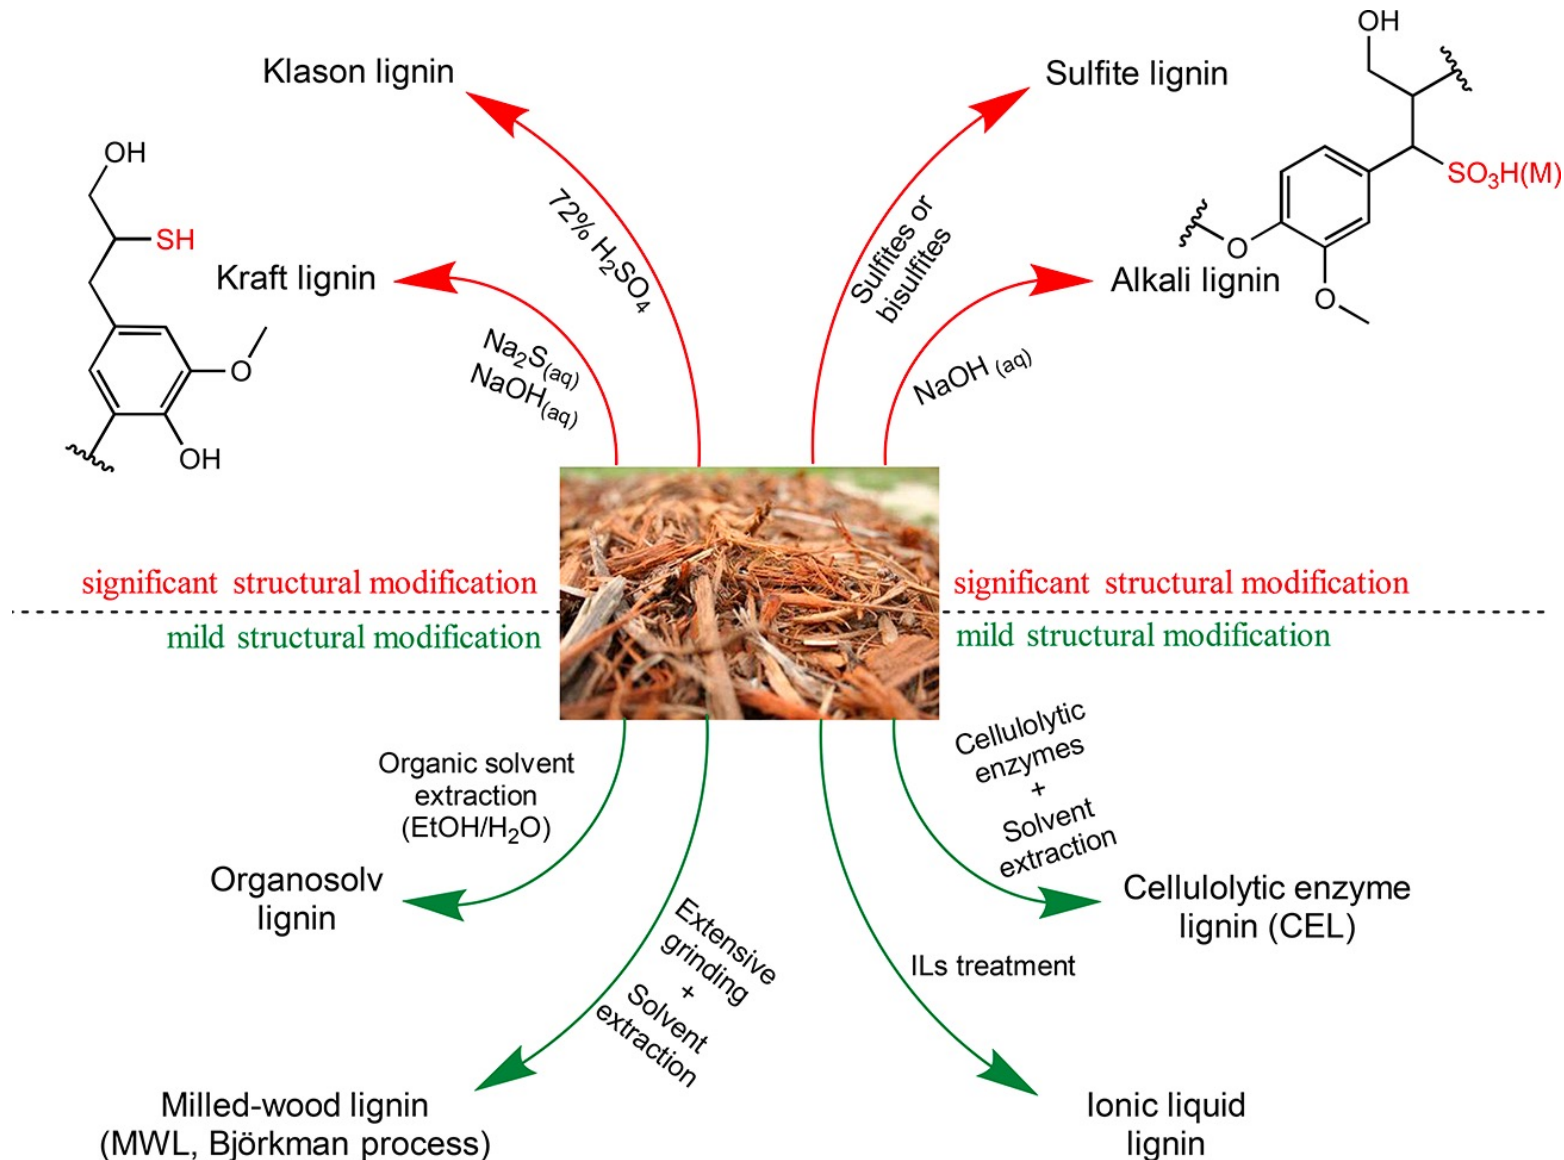 OH
Klason lignin
Sulfite lignin
OH
SO₃H(M)
SH
72% H₂SO₄
Sulfites or
bisulfites
O
Kraft lignin
Alkali lignin
O
Na₂S(aq)
NaOH(aq)
NaOH (aq)
O
OH
significant structural modification
significant structural modification
mild structural modification
mild structural modification
Organic solvent
extraction
(EtOH/H₂O)
Cellulolytic
enzymes
+
Solvent
extraction
Organosolv
lignin
Cellulolytic enzyme
lignin (CEL)
Extensive
grinding
+
Solvent
extraction
ILs treatment
Milled-wood lignin
(MWL, Björkman process)
Ionic liquid
lignin